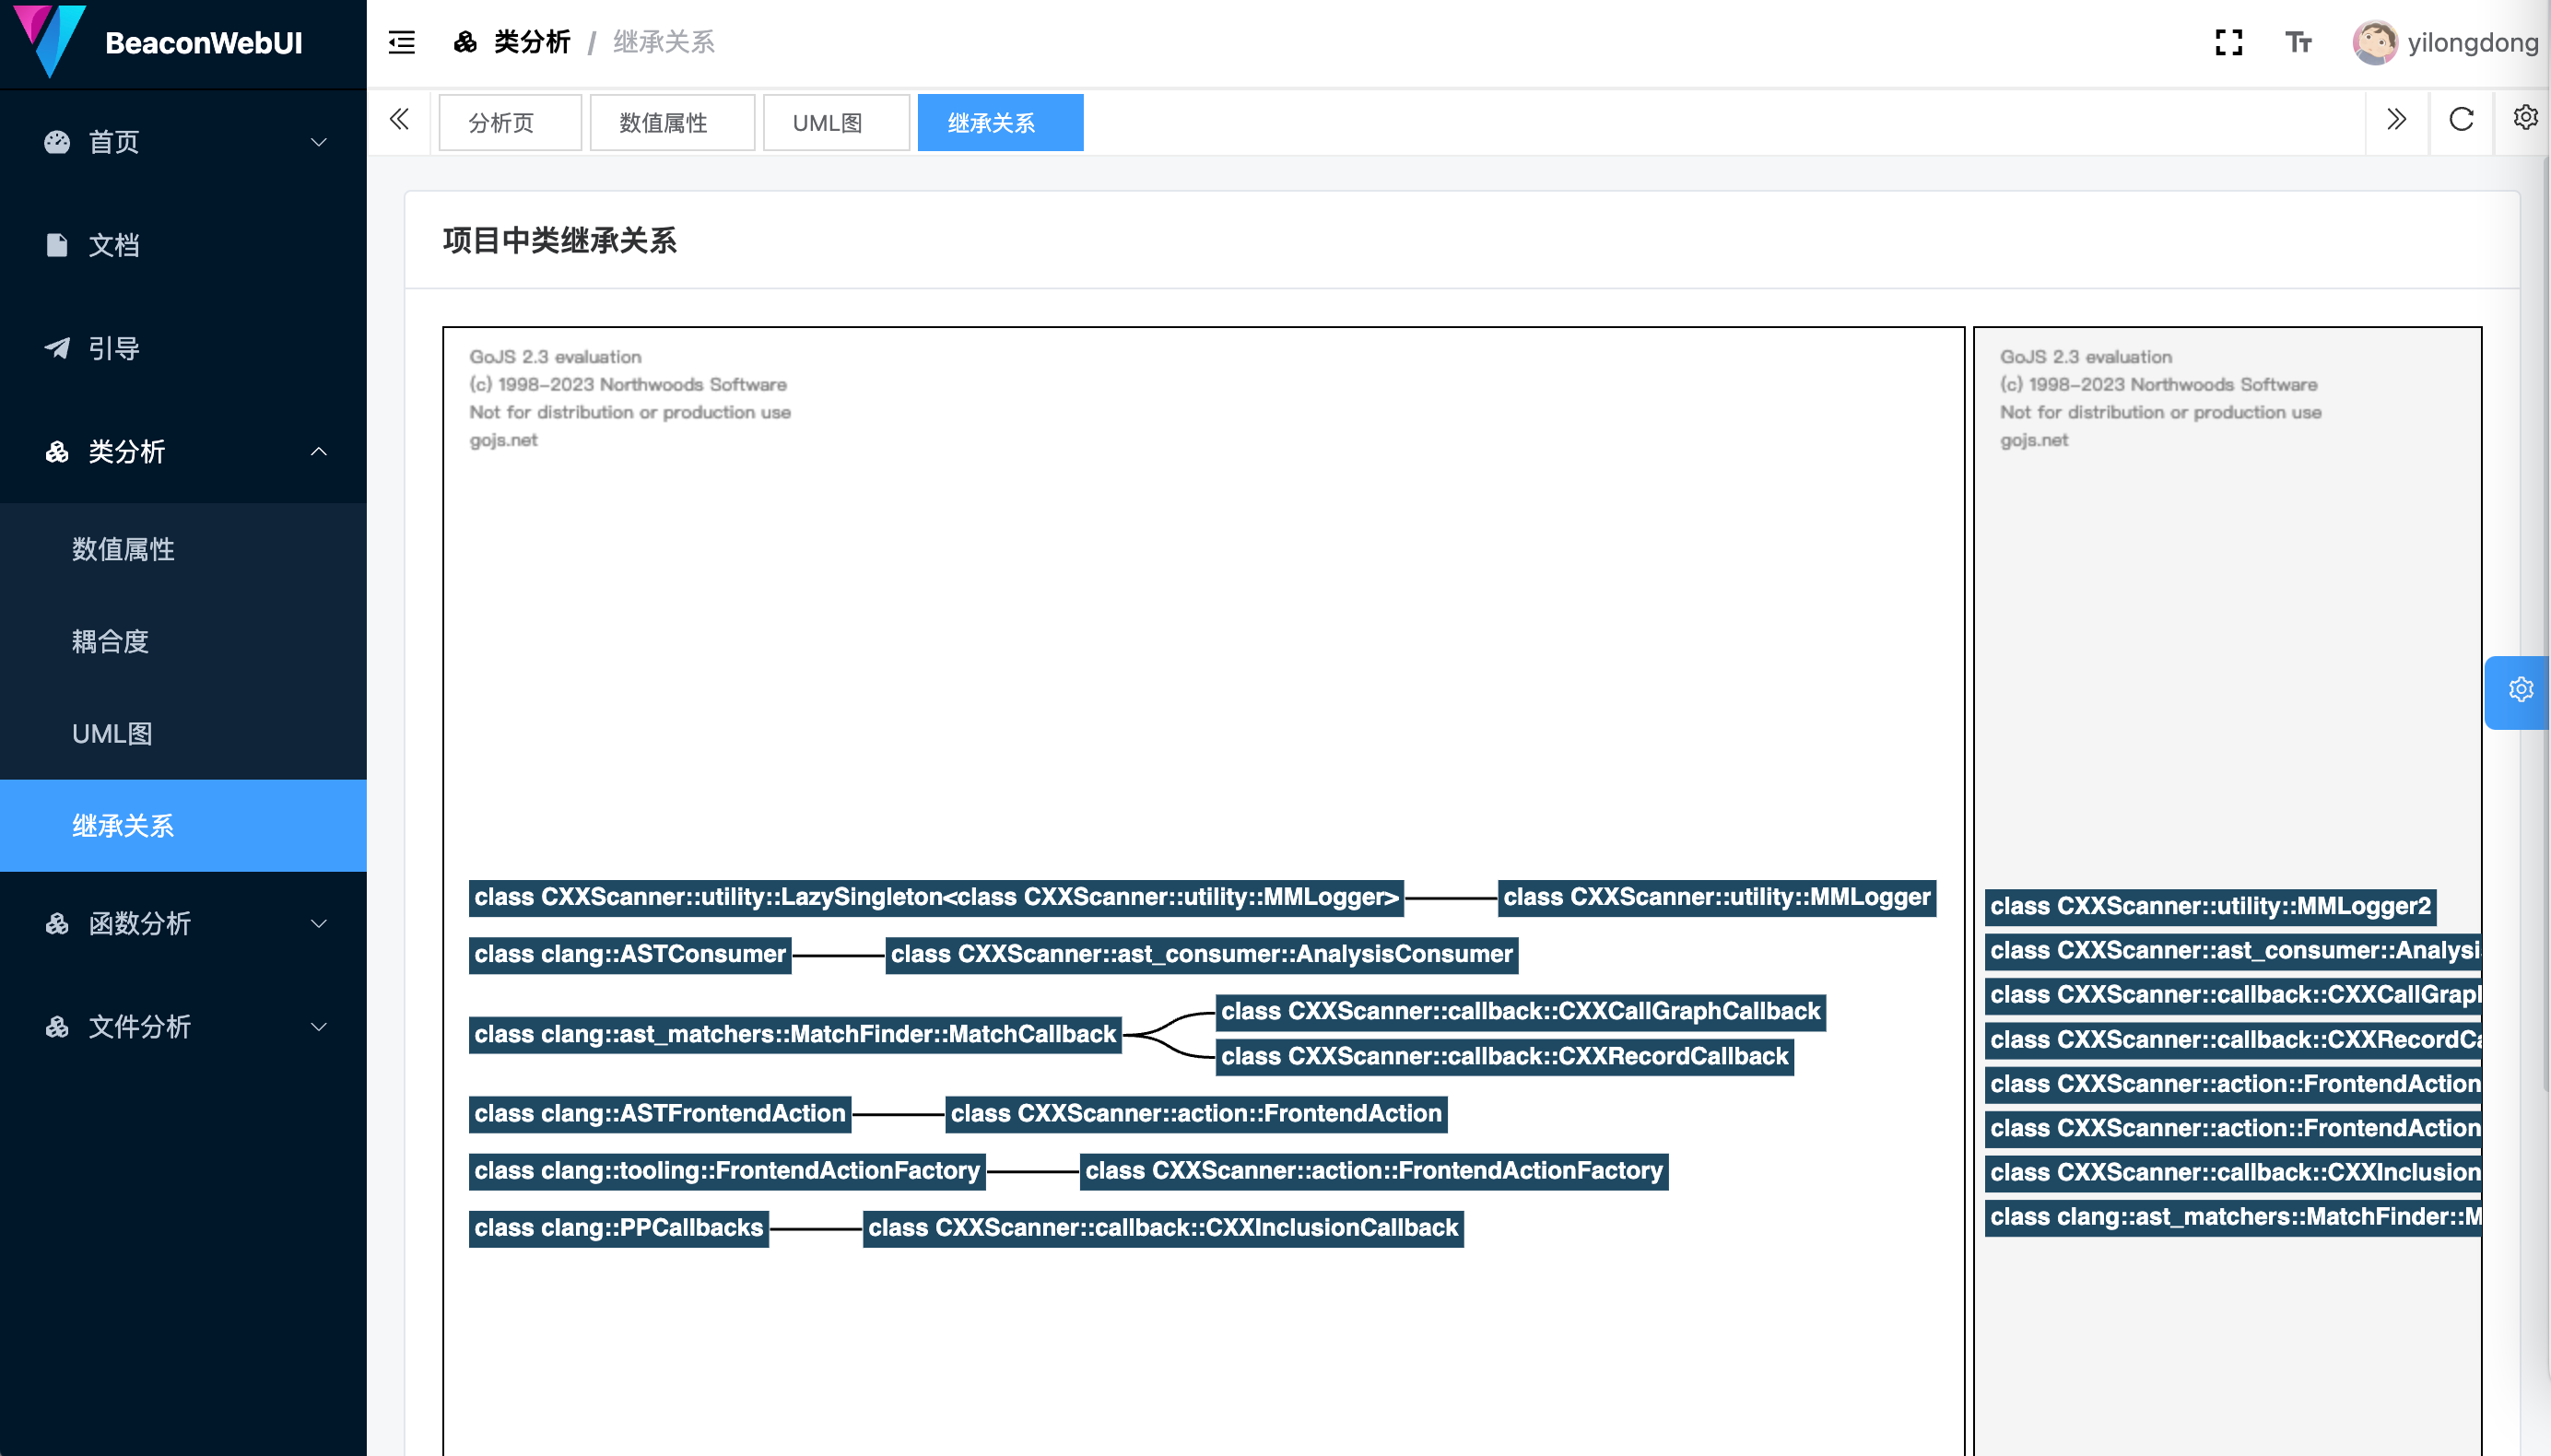 BeaconWebUI
首页
文档
引导
类分析
数值属性
耦合度
UML图
继承关系
函数分析
文件分析
类分析 / 继承关系
yilongdong
分析页
数值属性
UML图
继承关系
项目中类继承关系
GoJS 2.3 evaluation
(c) 1998-2023 Northwoods Software
Not for distribution or production use
gojs.net
class CXXScanner::utility::LazySingleton<class CXXScanner::utility::MMLogger>
class CXXScanner::utility::MMLogger
class clang::ASTConsumer
class CXXScanner::ast_consumer::AnalysisConsumer
class clang::ast_matchers::MatchFinder::MatchCallback
class CXXScanner::callback::CXXCallGraphCallback
class CXXScanner::callback::CXXRecordCallback
class clang::ASTFrontendAction
class CXXScanner::action::FrontendAction
class clang::tooling::FrontendActionFactory
class CXXScanner::action::FrontendActionFactory
class clang::PPCallbacks
class CXXScanner::callback::CXXInclusionCallback
GoJS 2.3 evaluation
(c) 1998-2023 Northwoods Software
Not for distribution or production use
gojs.net
class CXXScanner::utility::MMLogger2
class CXXScanner::ast_consumer::Analysi
class CXXScanner::callback::CXXCallGrap
class CXXScanner::callback::CXXRecordCa
class CXXScanner::action::FrontendAction
class CXXScanner::action::FrontendAction
class CXXScanner::callback::CXXInclusion
class clang::ast_matchers::MatchFinder::M